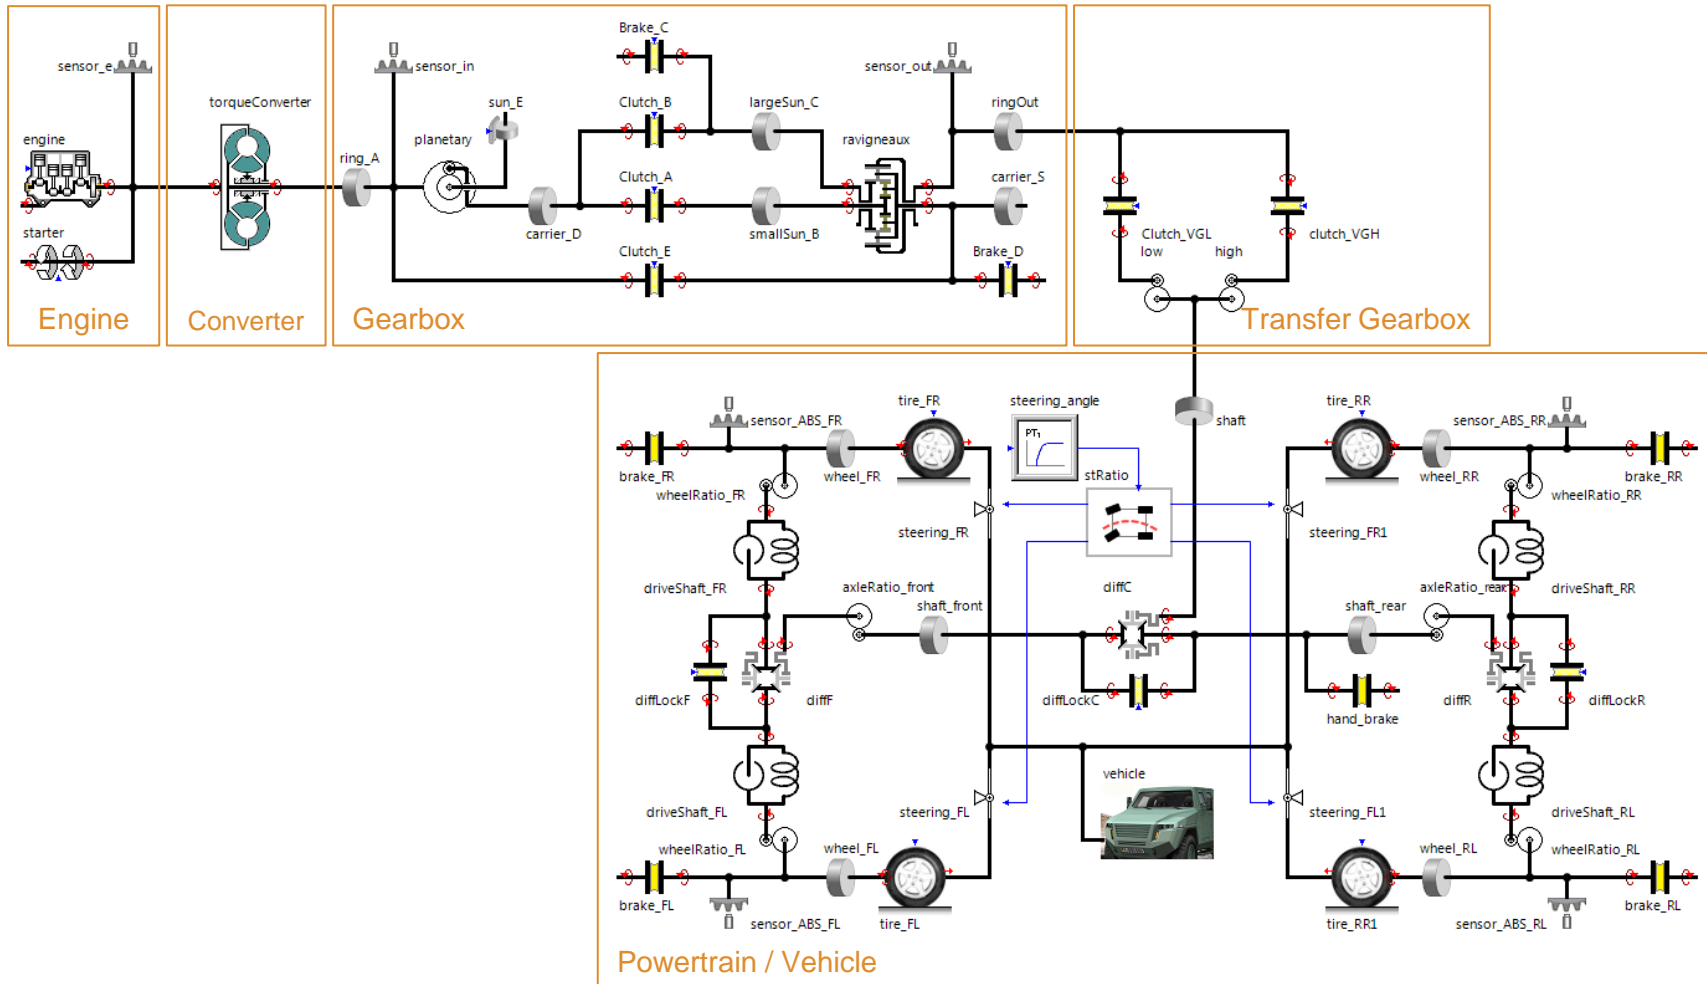 Brake_C
sensor_e
sensor_in
sensor_out
torqueConverter
sun_E
Clutch_B
largeSun_C
ringOut
engine
planetary
ravigneaux
ring_A
Clutch_A
carrier_S
starter
carrier_D
smallSun_B
Clutch_VGL
clutch_VGH
Clutch_E
Brake_D
low
high
Engine
Converter
Gearbox
Transfer Gearbox
tire_FR
steering_angle
tire_RR
sensor_ABS_FR
shaft
sensor_ABS_RR
PT1
brake_FR
wheel_FR
stRatio
wheel_RR
brake_RR
wheelRatio_FR
wheelRatio_RR
steering_FR
steering_FR1
driveShaft_FR
axleRatio_front
diffC
axleRatio_rear
driveShaft_RR
shaft_front
shaft_rear
diffLockF
diffF
diffLockC
diffR
diffLockR
hand_brake
vehicle
driveShaft_FL
steering_FL
steering_FL1
driveShaft_RL
wheelRatio_FL
wheel_FL
wheel_RL
wheelRatio_RL
brake_FL
brake_RL
sensor_ABS_FL
tire_FL
tire_RR1
sensor_ABS_RL
Powertrain / Vehicle